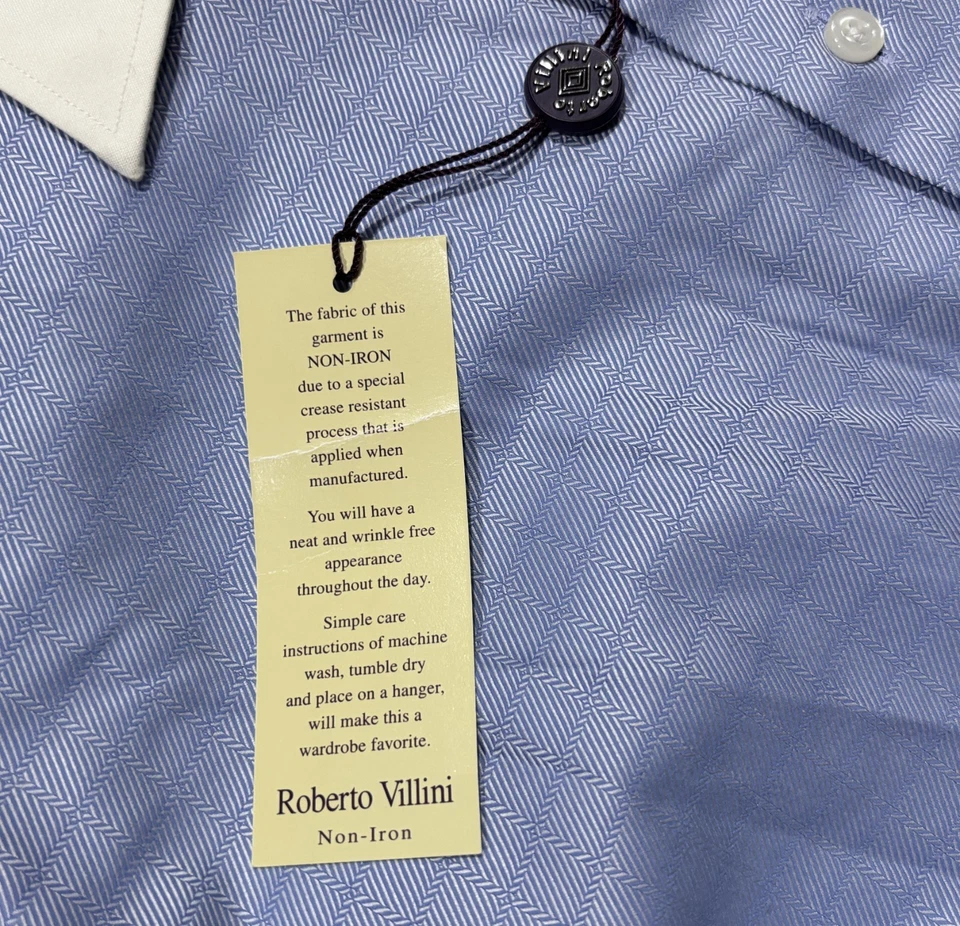 Roberto Villini
The fabric of this
garment is
NON-IRON
due to a special
crease resistant
process that is
applied when
manufactured.
You will have a
neat and wrinkle free
appearance
throughout the day.
Simple care
instructions of machine
wash, tumble dry
and place on a hanger,
will make this a
wardrobe favorite.
Roberto Villini
Non-Iron